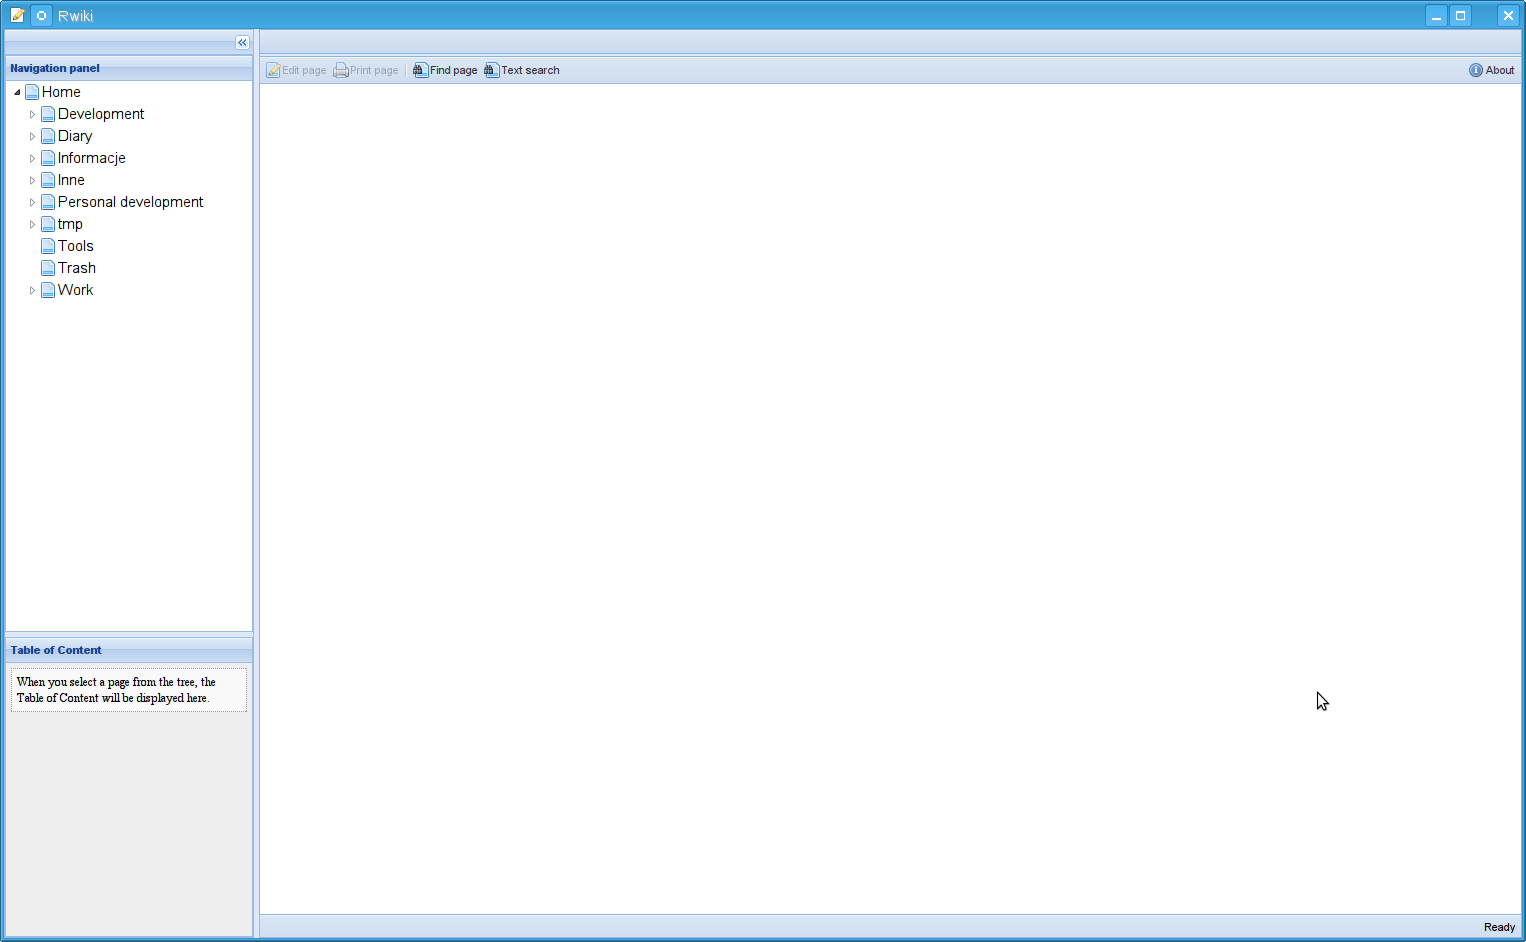 Rwiki
Navigation panel
Home
Development
Diary
Informacje
Inne
Personal development
tmp
Tools
Trash
Work
Table of Content
When you select a page from the tree, the
Table of Content will be displayed here.
Edit page Print page Find page Text search About
Ready